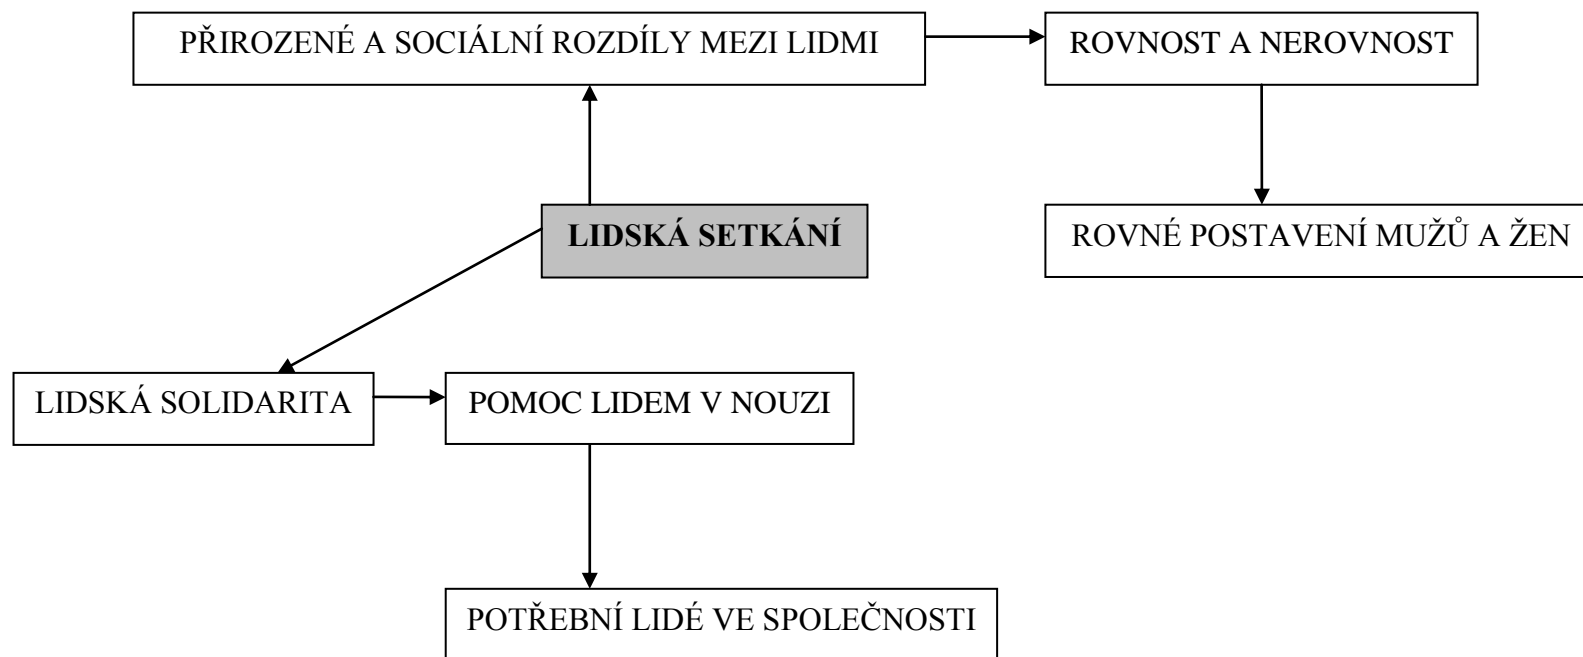 PŘIROZENÉ A SOCIÁLNÍ ROZDÍLY MEZI LIDMI
ROVNOST A NEROVNOST
LIDSKÁ SETKÁNÍ
ROVNÉ POSTAVENÍ MUŽŮ A ŽEN
LIDSKÁ SOLIDARITA
POMOC LIDEM V NOUZI
POTŘEBNÍ LIDÉ VE SPOLEČNOSTI